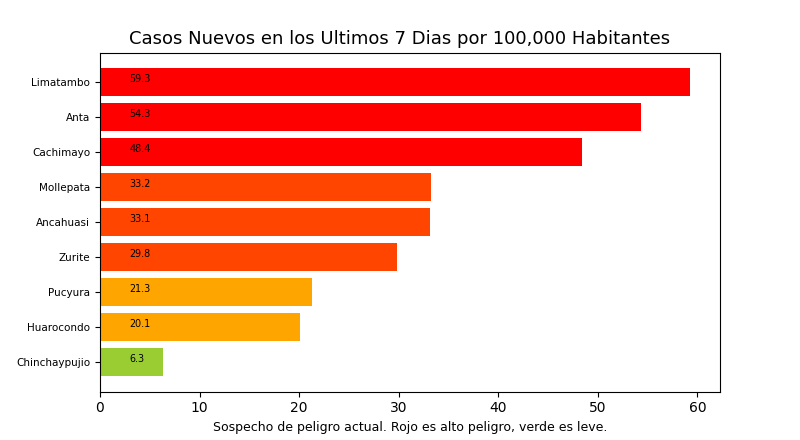 Casos Nuevos en los Ultimos 7 Dias por 100,000 Habitantes
Limatambo 59.3
Anta 54.3
Cachimayo 48.4
Mollepata 33.2
Ancahuasi 33.1
Zurite 29.8
Pucyura 21.3
Huarocondo 20.1
Chinchaypujio 6.3
0 10 20 30 40 50 60
Sospecho de peligro actual. Rojo es alto peligro, verde es leve.